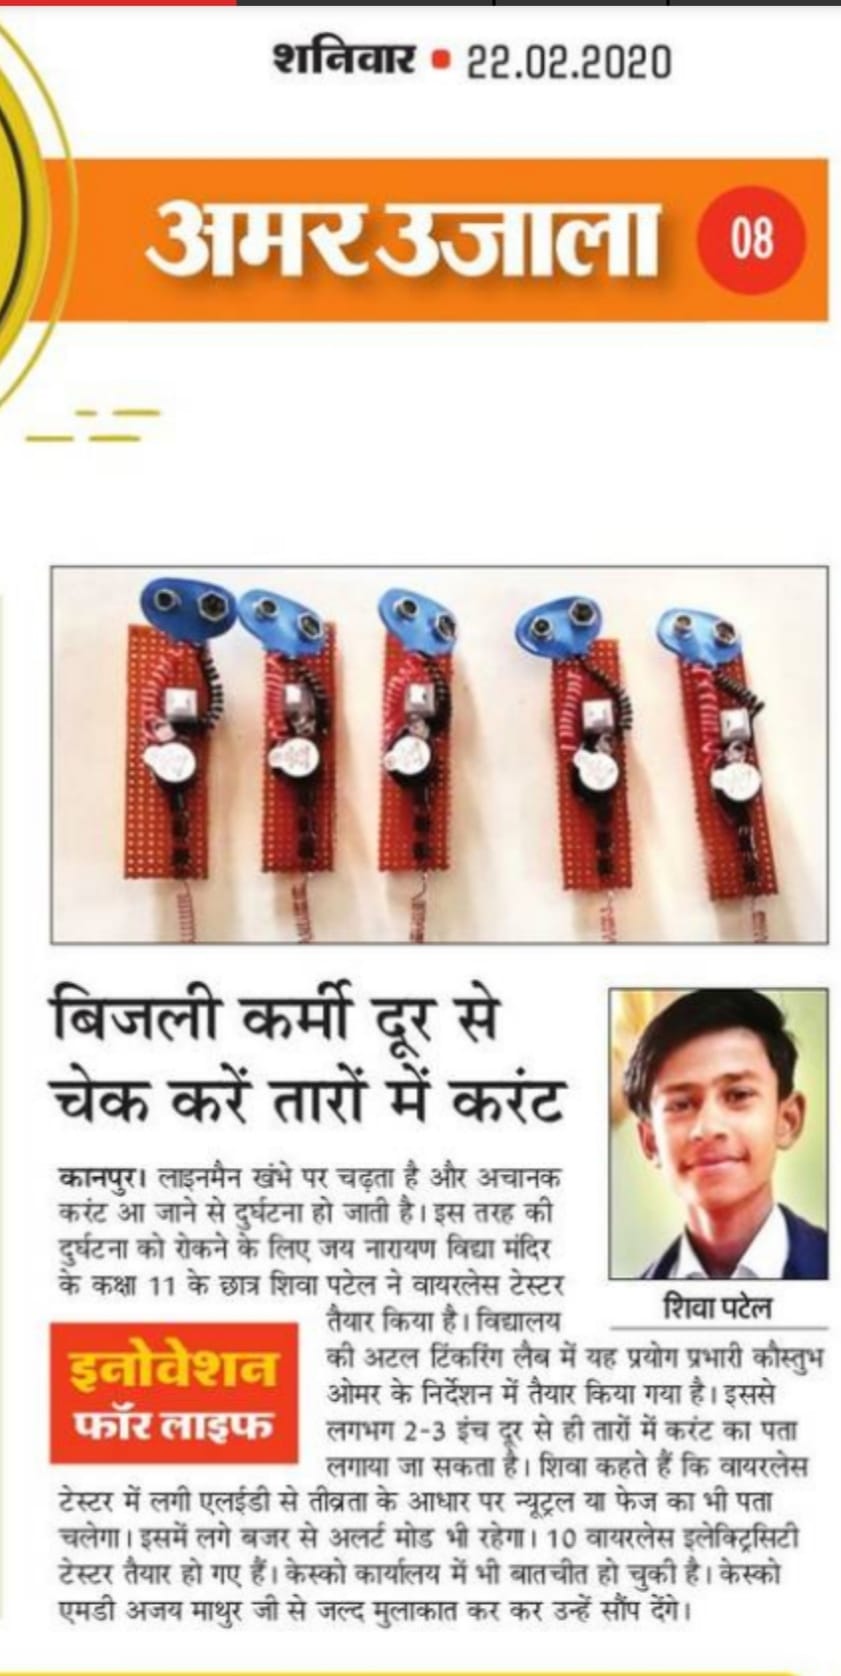 शनिवार • 22.02.2020
अमर उजाला
08
बिजली कर्मी दूर से
चेक करें तारों में करंट
कानपुर। लाइनमैन खंभे पर चढ़ता है और अचानक
करंट आ जाने से दुर्घटना हो जाती है। इस तरह की
दुर्घटना को रोकने के लिए जय नारायण विद्या मंदिर
के कक्षा 11 के छात्र शिवा पटेल ने वायरलेस टेस्टर
तैयार किया है। विद्यालय
की अटल टिंकरिंग लैब में यह प्रयोग प्रभारी कौस्तुभ
ओमर के निर्देशन में तैयार किया गया है। इससे
लगभग 2-3 इंच दूर से ही तारों में करंट का पता
लगाया जा सकता है। शिवा कहते हैं कि वायरलेस
टेस्टर में लगी एलईडी से तीव्रता के आधार पर न्यूट्रल या फेज का भी पता
चलेगा। इसमें लगे बजर से अलर्ट मोड भी रहेगा। 10 वायरलेस इलेक्ट्रिसिटी
टेस्टर तैयार हो गए हैं। केस्को कार्यालय में भी बातचीत हो चुकी है। केस्को
एमडी अजय माथुर जी से जल्द मुलाकात कर कर उन्हें सौंप देंगे।
शिवा पटेल
इनोवेशन
फॉर लाइफ